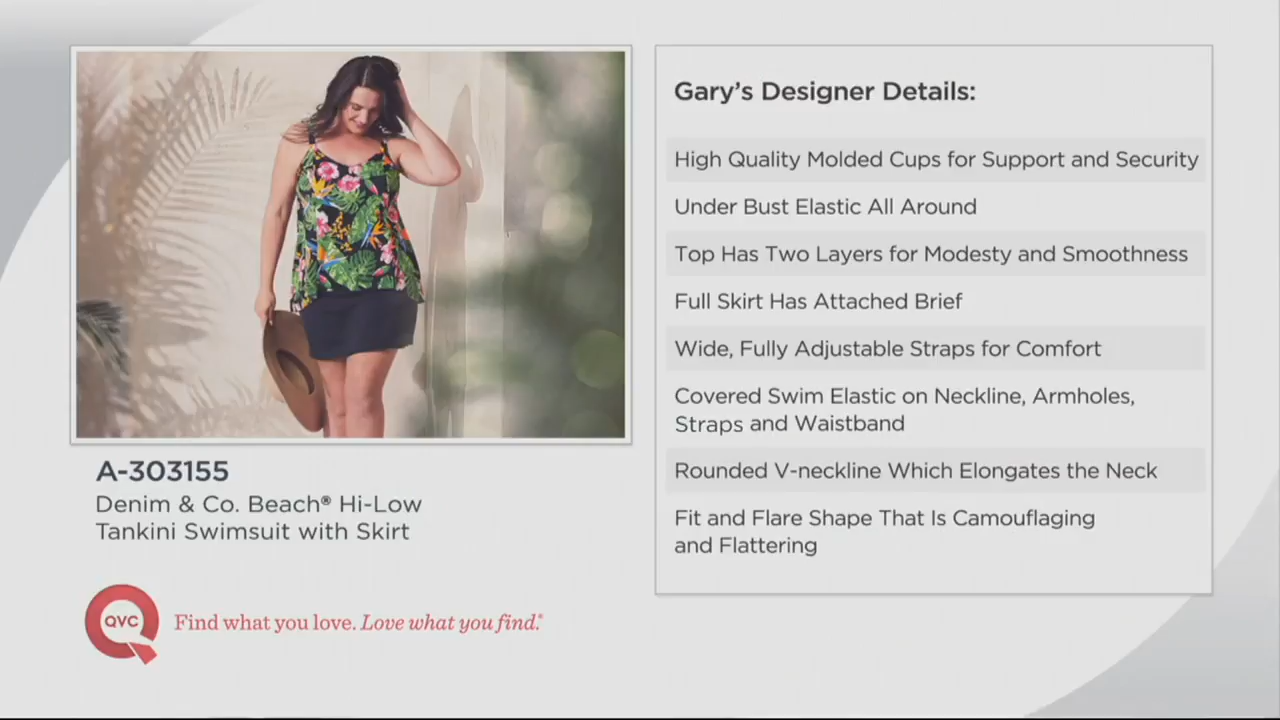 Gary's Designer Details:
High Quality Molded Cups for Support and Security
Under Bust Elastic All Around
Top Has Two Layers for Modesty and Smoothness
Full Skirt Has Attached Brief
Wide, Fully Adjustable Straps for Comfort
Covered Swim Elastic on Neckline, Armholes,
Straps and Waistband
Rounded V-neckline Which Elongates the Neck
Fit and Flare Shape That Is Camouflaging
and Flattering
A-303155
Denim & Co. Beach® Hi-Low
Tankini Swimsuit with Skirt
QVC
Find what you love. Love what you find.®